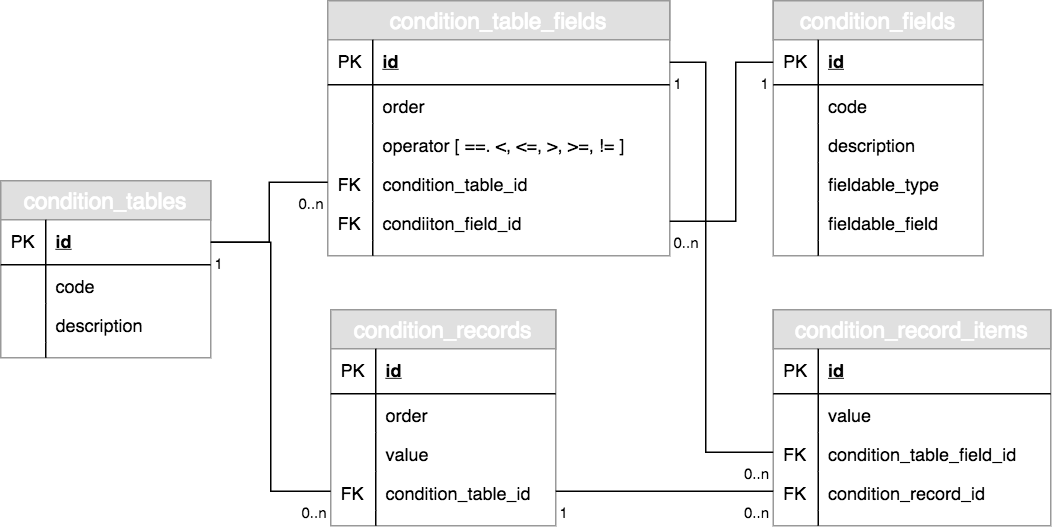 condition_table_fields
PK id
order
operator [ ==. <, <=, >, >=, != ]
FK condition_table_id
FK condiiton_field_id
condition_fields
PK id
code
description
fieldable_type
fieldable_field
condition_tables
PK id
code
description
condition_records
PK id
order
value
FK condition_table_id
condition_record_items
PK id
value
FK condition_table_field_id
FK condition_record_id
1
1
0..n
0..n
1
0..n
0..n
1
0..n